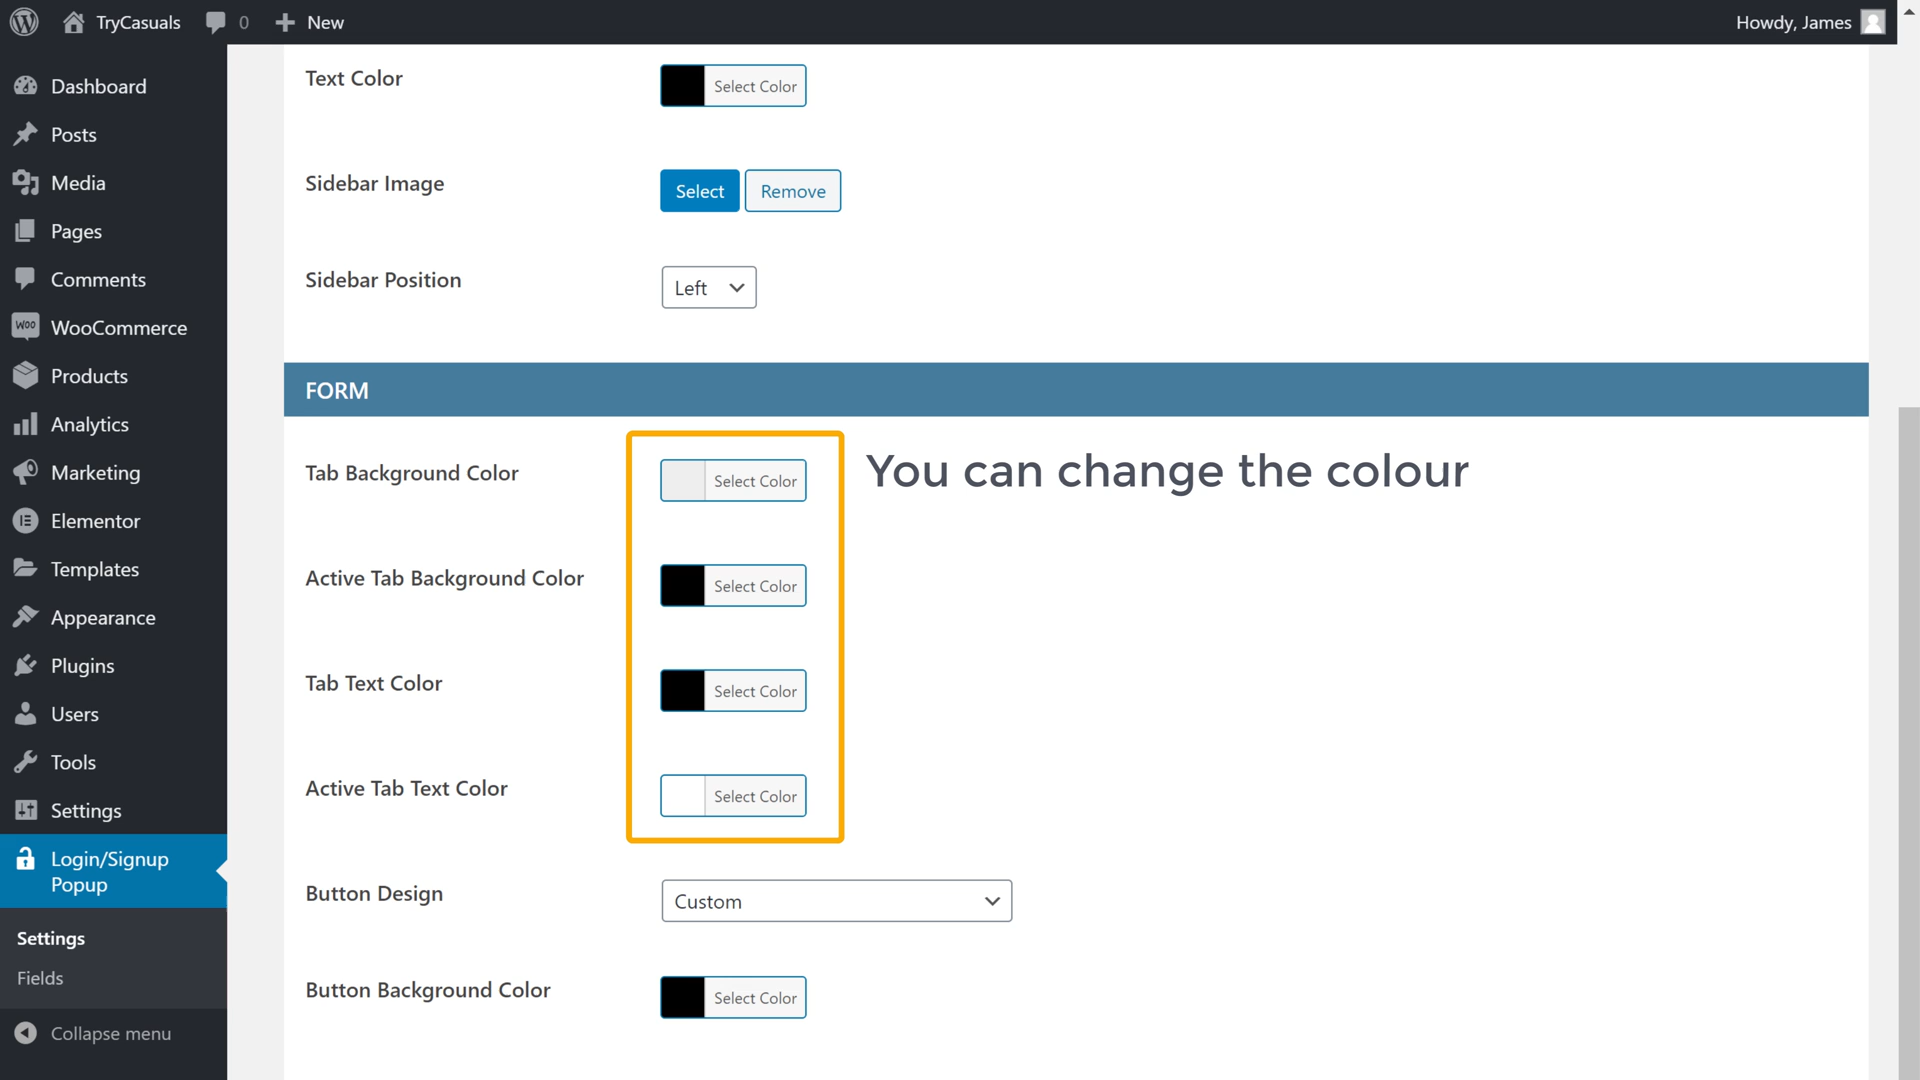 TryCasuals
0
New
Howdy, James
Dashboard
Posts
Media
Pages
Comments
Woo
WooCommerce
Products
Analytics
Marketing
Elementor
Templates
Appearance
Plugins
Users
Tools
Settings
Login/Signup
Popup
Settings
Fields
Collapse menu
Text Color
Select Color
Sidebar Image
Select
Remove
Sidebar Position
Left
FORM
Tab Background Color
Select Color
You can change the colour
Active Tab Background Color
Select Color
Tab Text Color
Select Color
Active Tab Text Color
Select Color
Button Design
Custom
Button Background Color
Select Color